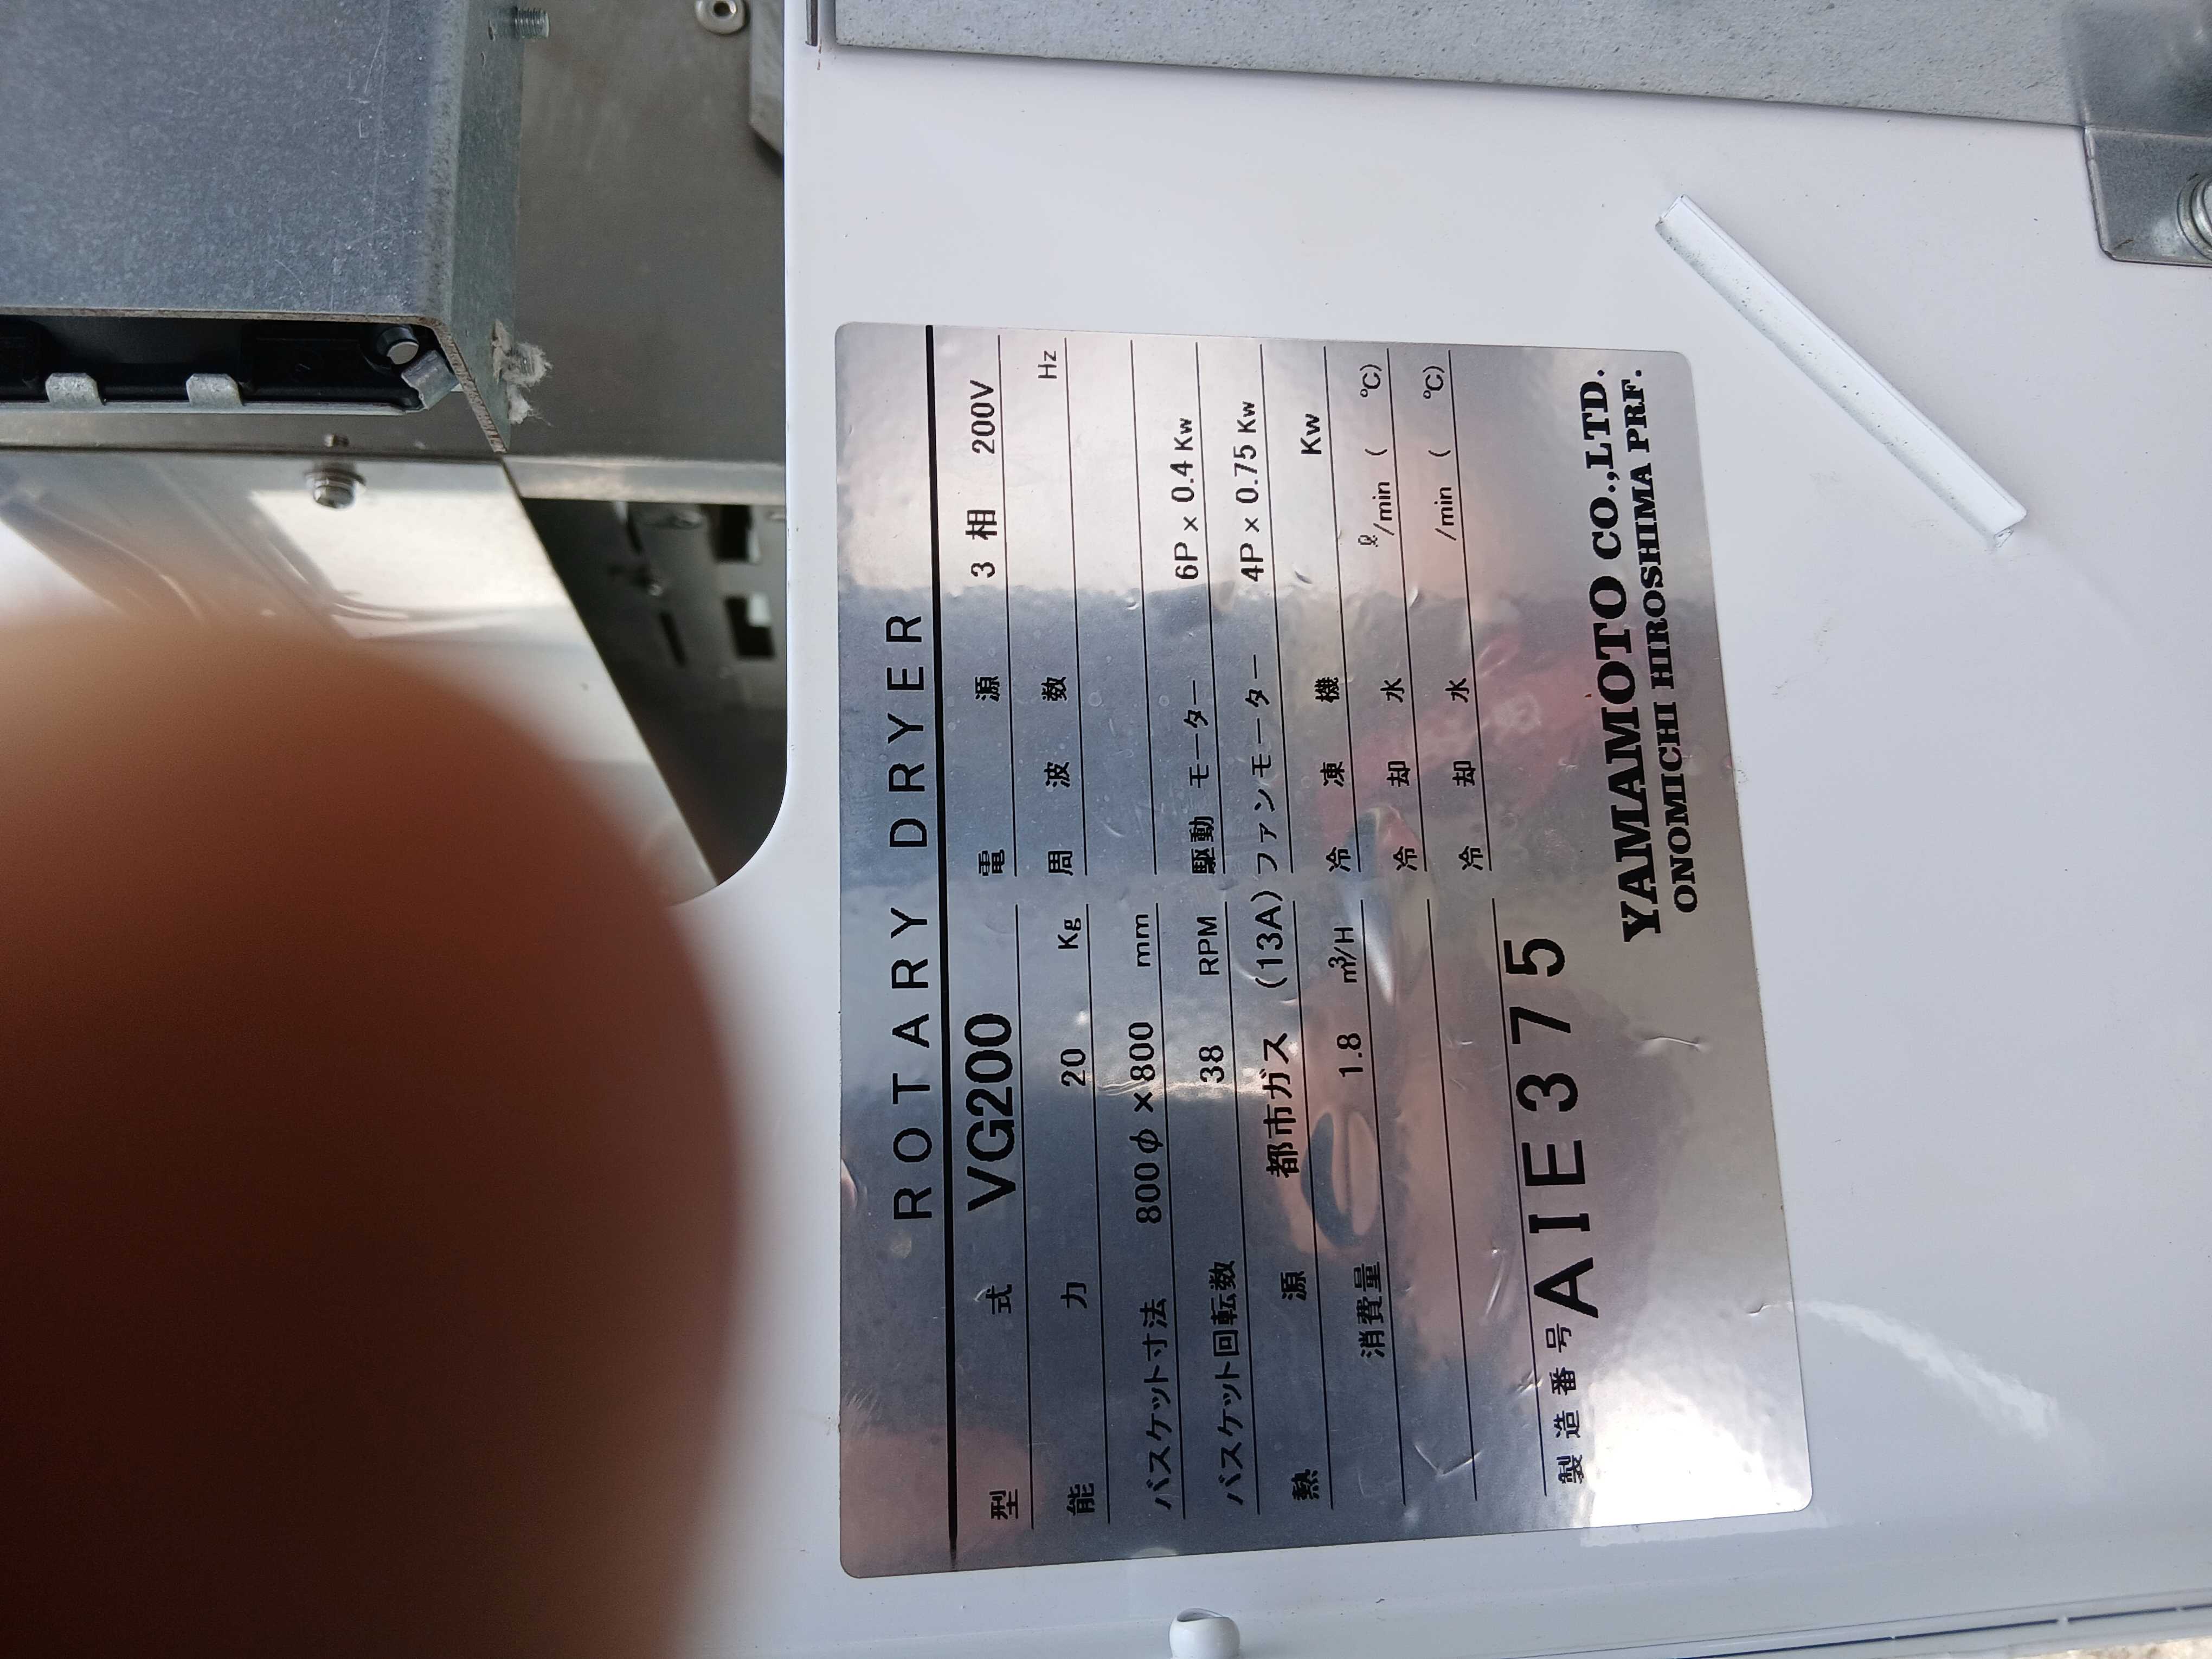 ROTARY DRYER
型式 VG200
能力 20 Kg
バスケット寸法 800φ×800 mm
バスケット回転数 38 RPM
熱源 都市ガス (13A)
消費量 1.8 m³/H
電源 3相 200V
周波数 Hz
駆動モーター 6P×0.4Kw
ファンモーター 4P×0.75Kw
冷凍機 Kw
冷却水 ℓ/min ( ℃)
冷却水 /min ( ℃)
製造番号 AIE375
YAMAMOTO CO.,LTD.
ONOMICHI HIROSHIMA PRF.